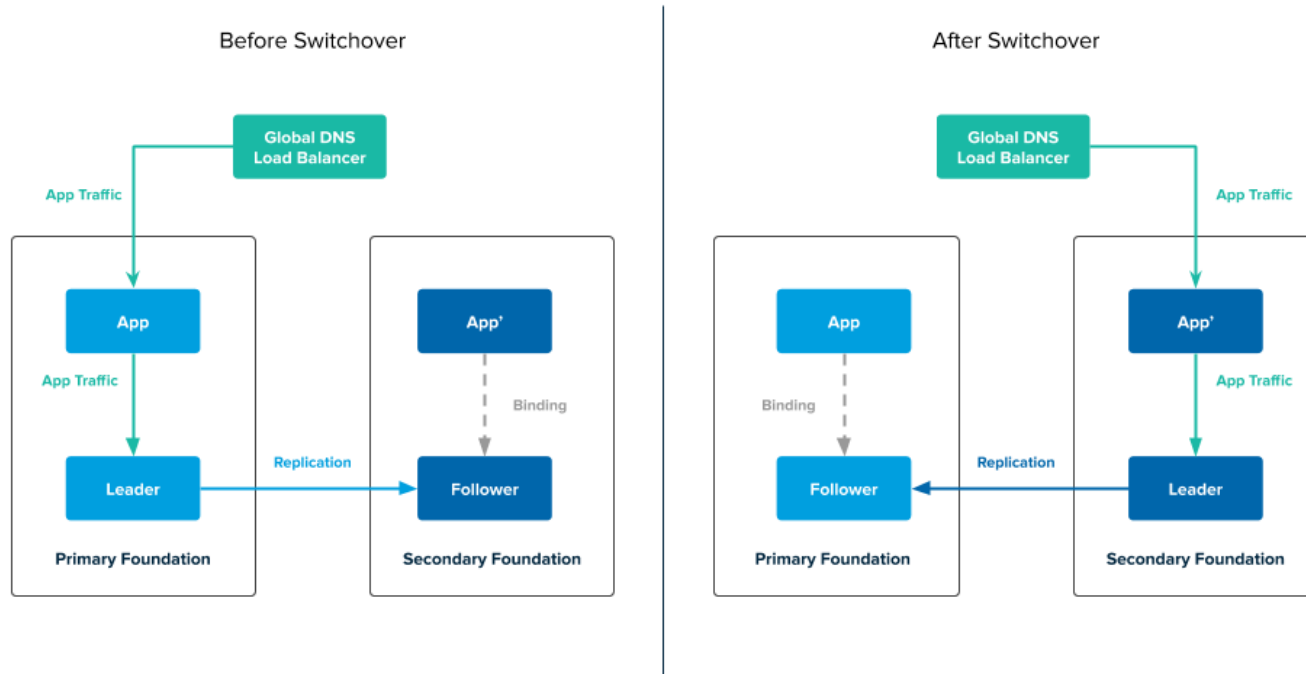 Before Switchover
Global DNS
Load Balancer
App Traffic
App
App'
App Traffic
Binding
Replication
Leader
Follower
Primary Foundation
Secondary Foundation
After Switchover
Global DNS
Load Balancer
App Traffic
App
App'
Binding
App Traffic
Replication
Follower
Leader
Primary Foundation
Secondary Foundation